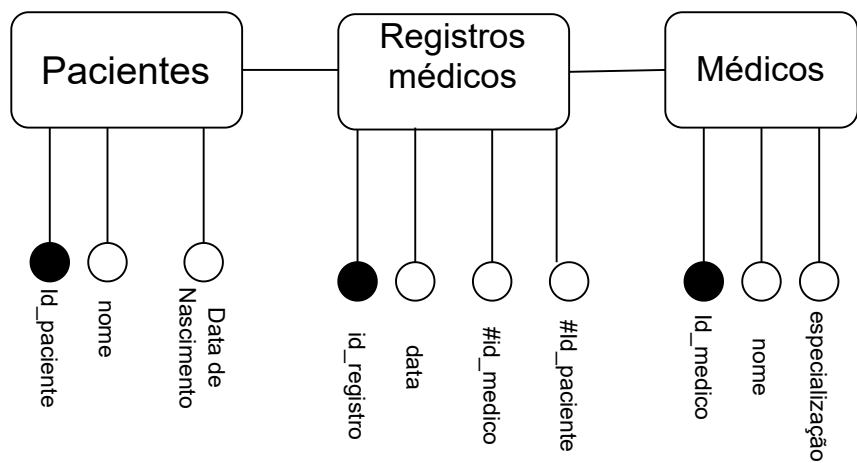 Pacientes
Registros
médicos
Médicos
Id_paciente
nome
Data de
Nascimento
id_registro
data
#id_medico
#Id_paciente
Id_medico
nome
especialização